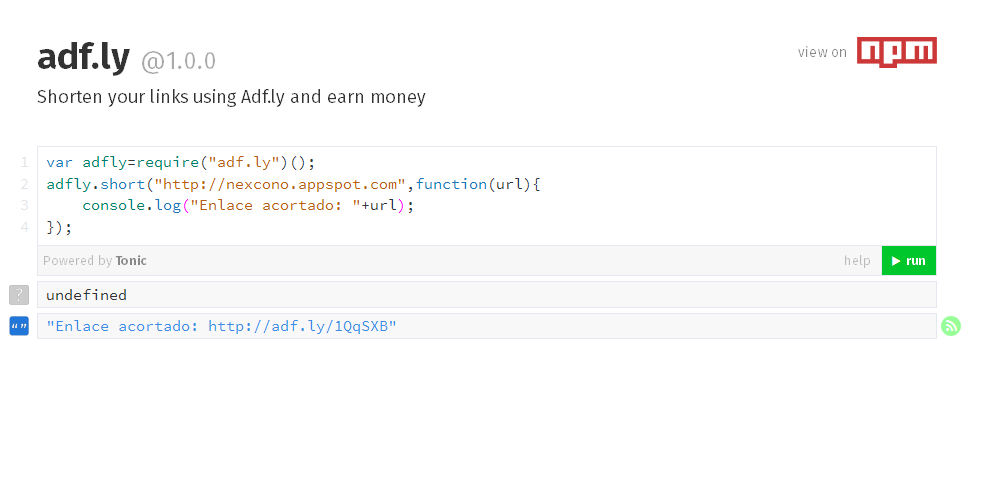 adf.ly @1.0.0
view on npm
Shorten your links using Adf.ly and earn money
1 var adfly=require("adf.ly")();
2 adfly.short("http://nexcono.appspot.com",function(url){
3     console.log("Enlace acortado: "+url);
4 });
Powered by Tonic
help
run
? undefined
"" "Enlace acortado: http://adf.ly/1QqSXB"